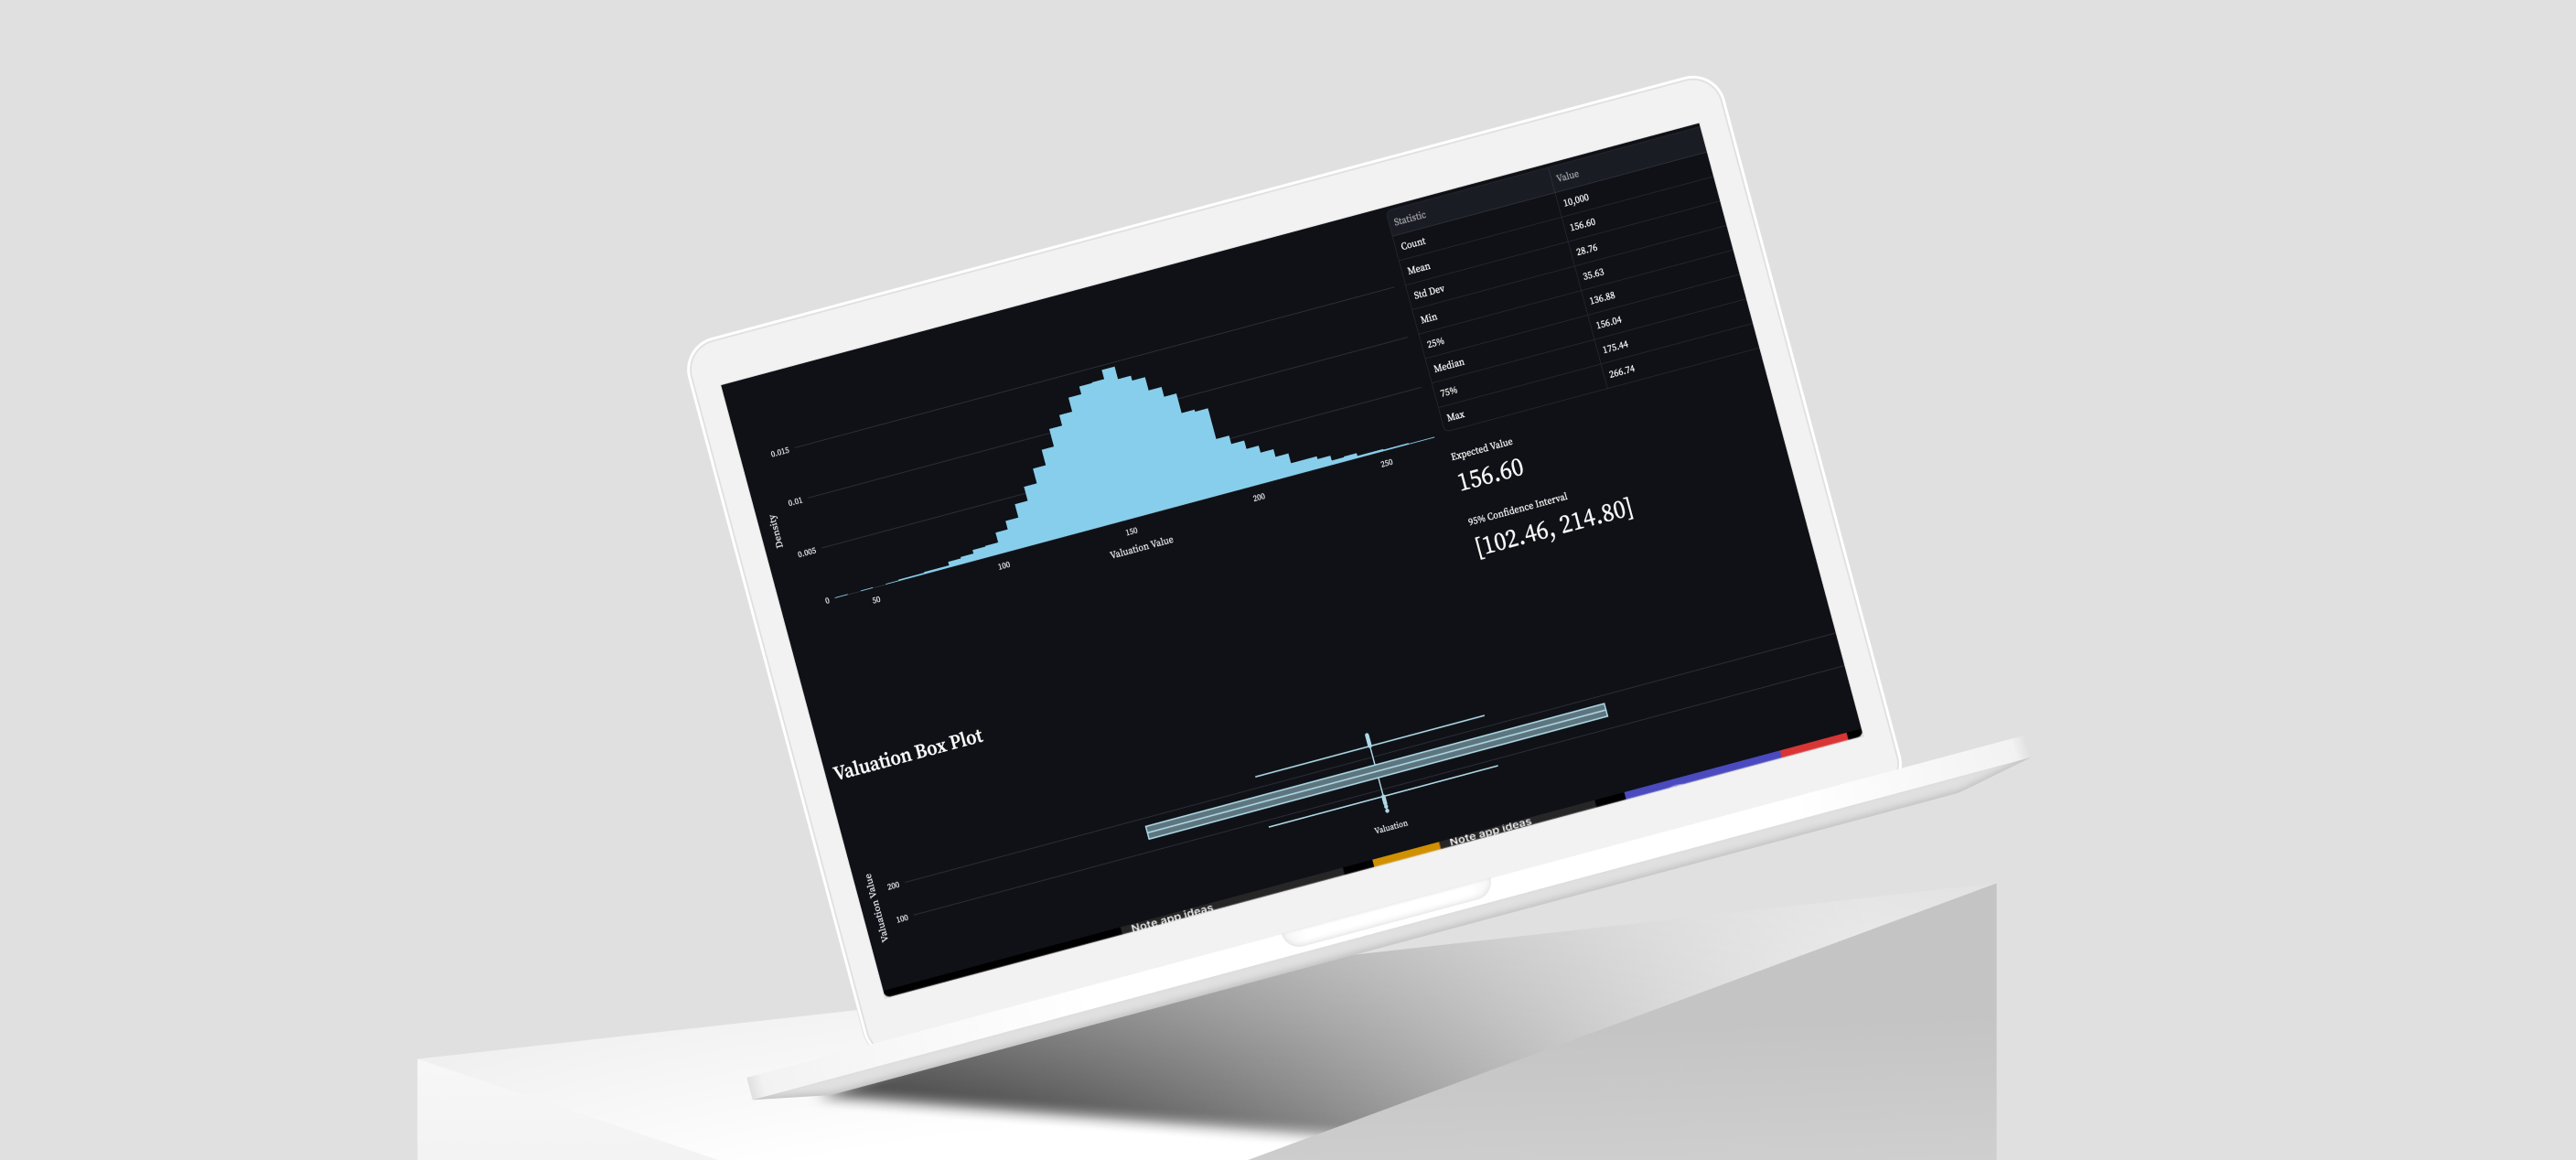 0.015
0.01
0.005
0
Density
50
100
150
200
250
Valuation Value
Statistic Value
Count 10,000
Mean 156.60
Std Dev 28.76
Min 35.63
25% 136.88
Median 156.04
75% 175.44
Max 266.74
Expected Value
156.60
95% Confidence Interval
[102.46, 214.80]
Valuation Box Plot
200
100
Valuation Value
Valuation
Note app ideas
Note app ideas